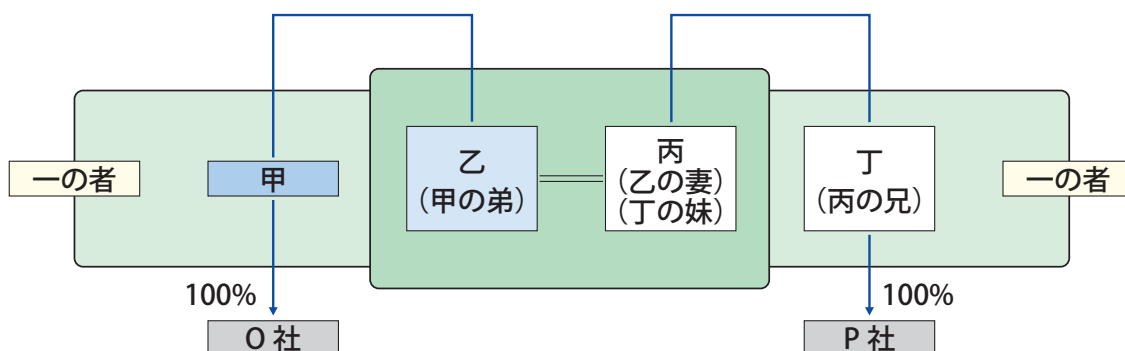 一の者
甲
乙
（甲の弟）
丙
（乙の妻）
（丁の妹）
丁
（丙の兄）
一の者
100%
100%
O 社
P 社